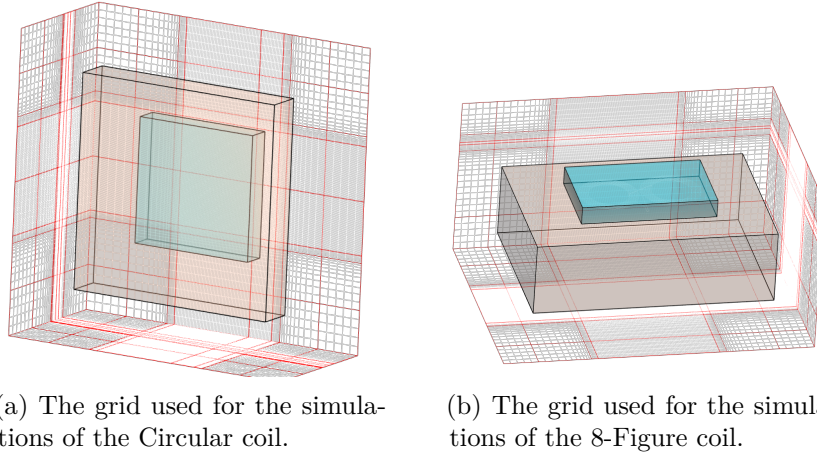 (a) The grid used for the simula-
tions of the Circular coil.
(b) The grid used for the simula-
tions of the 8-Figure coil.